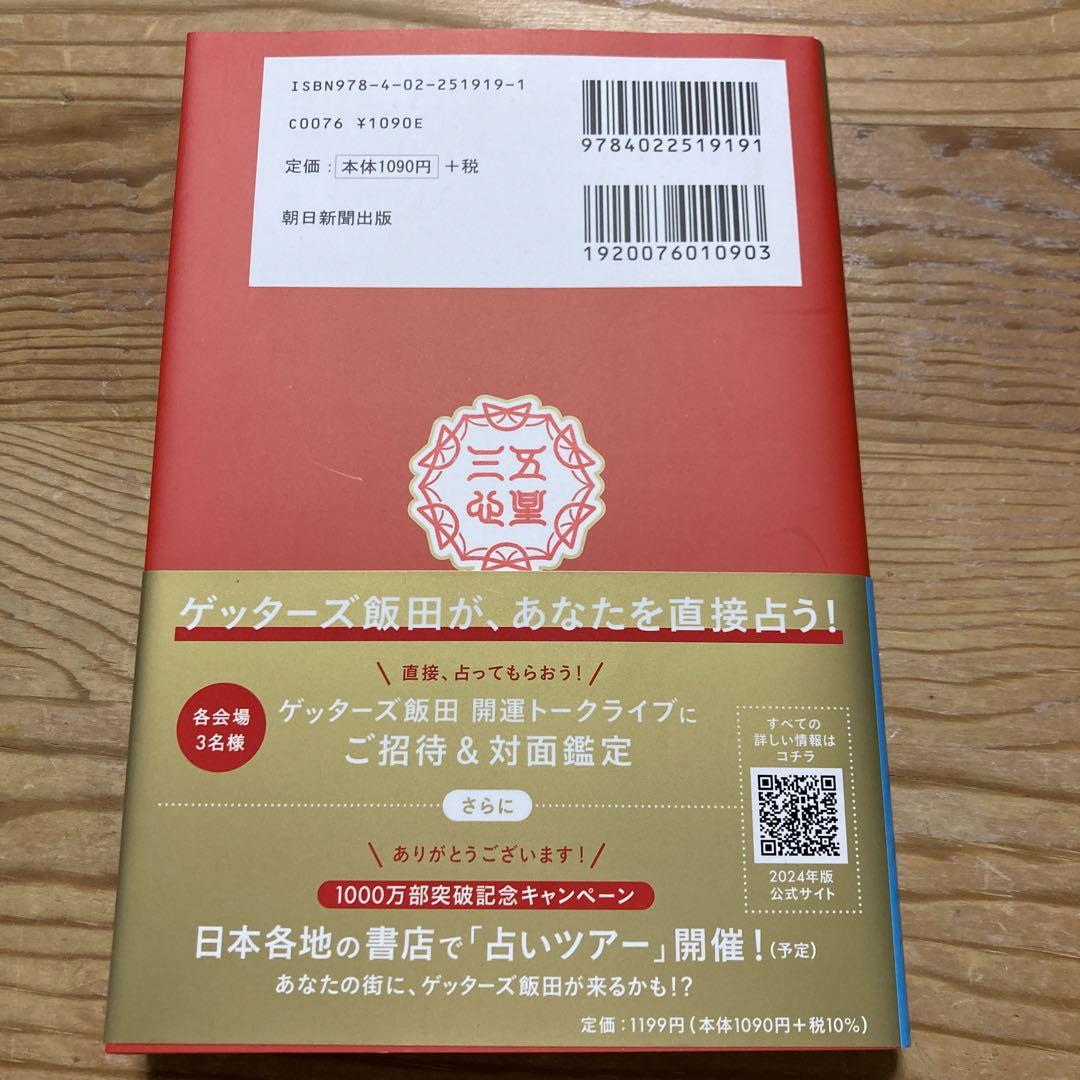 ISBN978-4-02-251919-1
C0076 ¥1090E
定価：本体1090円＋税
朝日新聞出版
9784022519191
1920076010903
三五
心星
ゲッターズ飯田が、あなたを直接占う！
直接、占ってもらおう！
各会場
3名様
ゲッターズ飯田 開運トークライブに
ご招待＆対面鑑定
すべての
詳しい情報は
コチラ
2024年版
公式サイト
さらに
ありがとうございます！
1000万部突破記念キャンペーン
日本各地の書店で「占いツアー」開催！（予定）
あなたの街に、ゲッターズ飯田が来るかも！？
定価：1199円（本体1090円＋税10％）